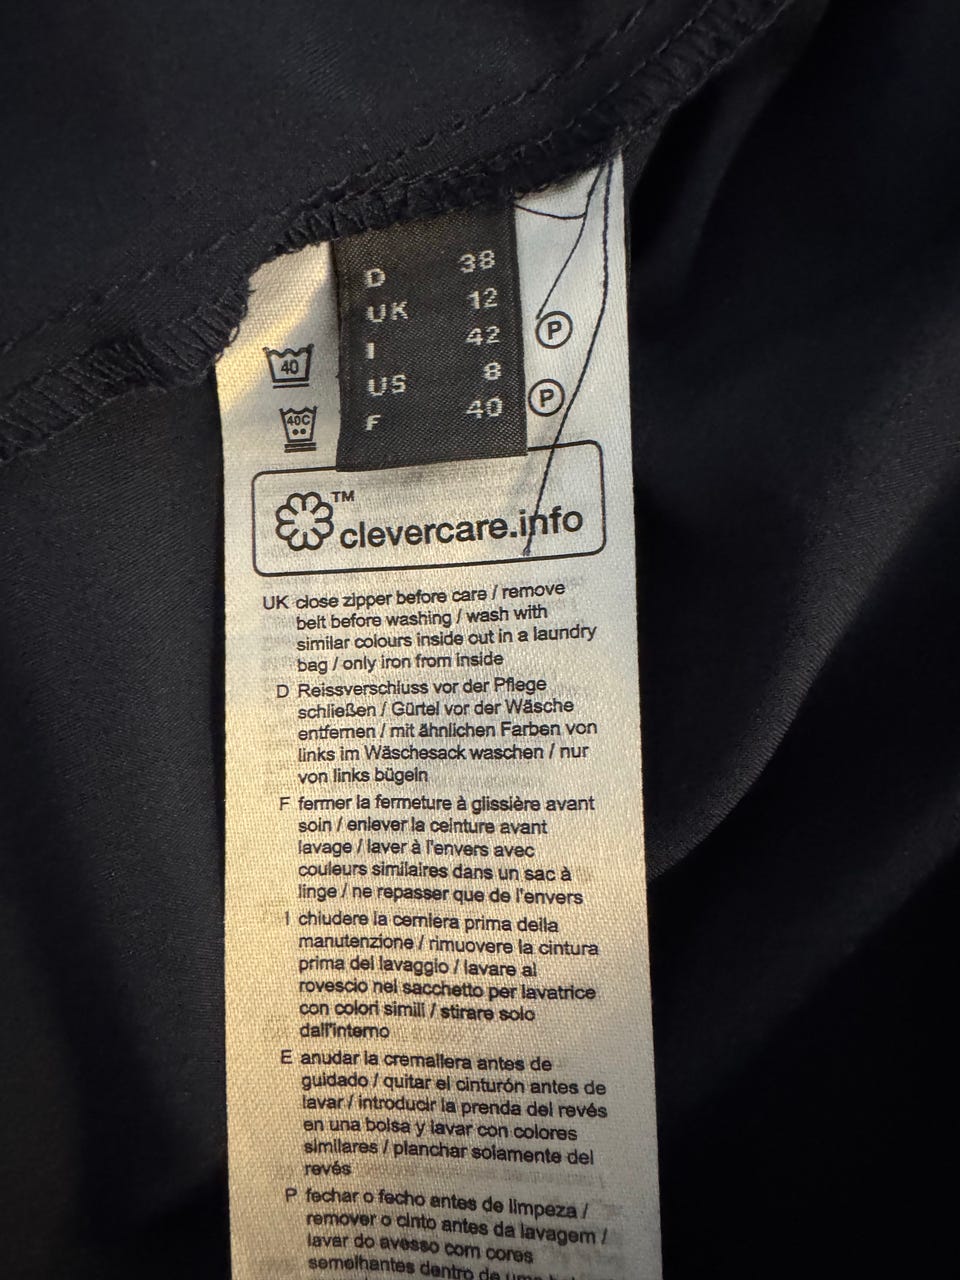 D 38
UK 12
I 42
US 8
F 40
40
40C
P
P
™
clevercare.info
UK close zipper before care / remove
belt before washing / wash with
similar colours inside out in a laundry
bag / only iron from inside
D Reissverschluss vor der Pflege
schließen / Gürtel vor der Wäsche
entfernen / mit ähnlichen Farben von
links im Wäschesack waschen / nur
von links bügeln
F fermer la fermeture à glissière avant
soin / enlever la ceinture avant
lavage / laver à l'envers avec
couleurs similaires dans un sac à
linge / ne repasser que de l'envers
I chiudere la cerniera prima della
manutenzione / rimuovere la cintura
prima del lavaggio / lavare al
rovescio nel sacchetto per lavatrice
con colori simili / stirare solo
dall'interno
E anudar la cremallera antes de
guidado / quitar el cinturón antes de
lavar / introducir la prenda del revés
en una bolsa y lavar con colores
similares / planchar solamente del
revés
P fechar o fecho antes de limpeza /
remover o cinto antes da lavagem /
lavar do avesso com cores
semelhantes dentro de